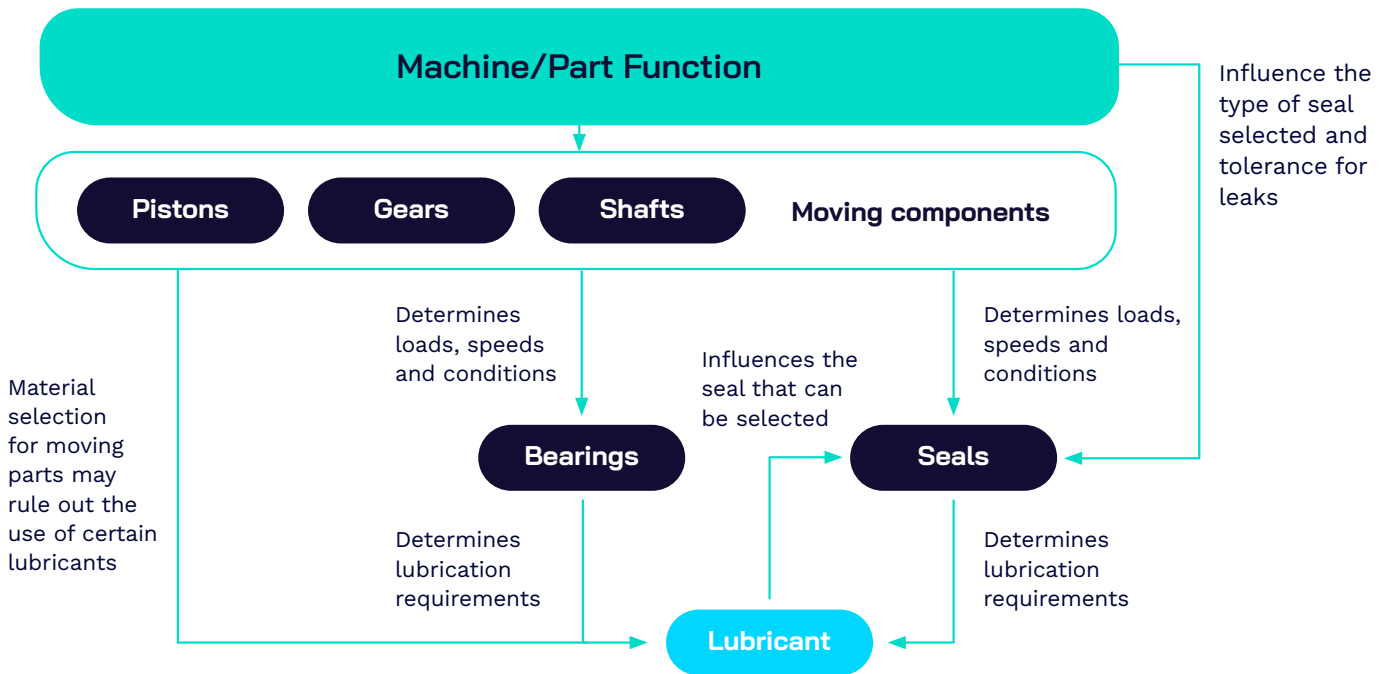 Machine/Part Function
Influence the
type of seal
selected and
tolerance for
leaks
Pistons
Gears
Shafts
Moving components
Determines
loads, speeds
and conditions
Influences the
seal that can
be selected
Determines loads,
speeds and
conditions
Material
selection
for moving
parts may
rule out the
use of certain
lubricants
Bearings
Seals
Determines
lubrication
requirements
Determines
lubrication
requirements
Lubricant